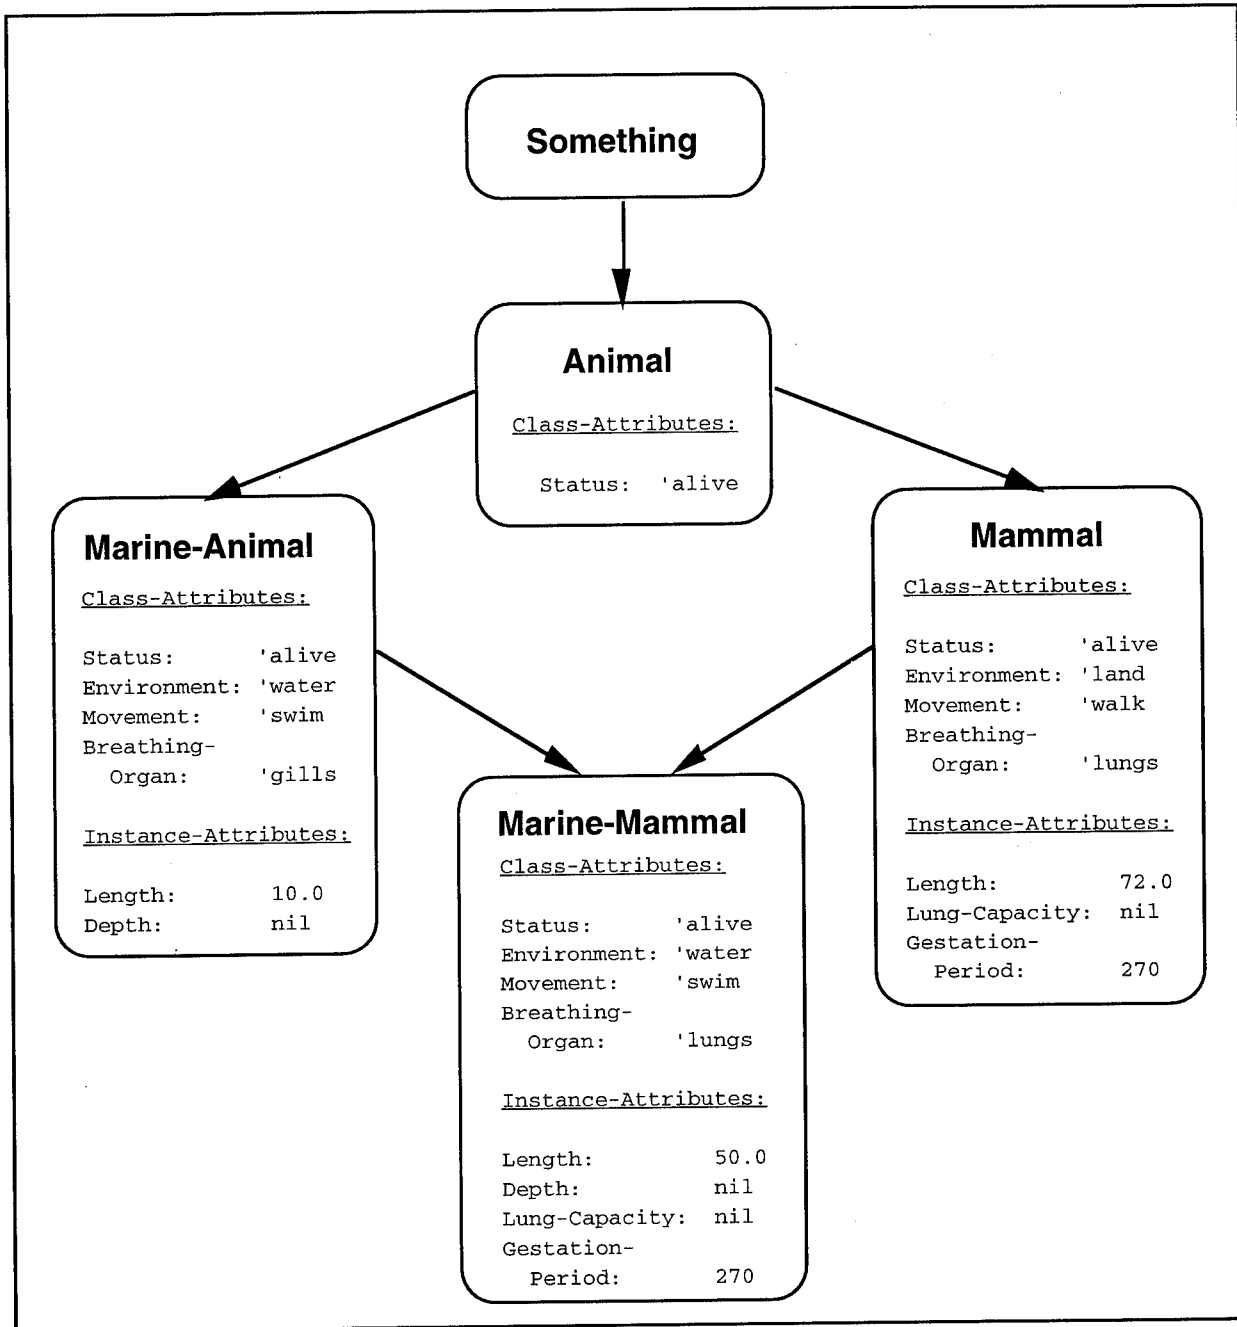 Something
Animal
Class-Attributes:
Status: 'alive
Marine-Animal
Class-Attributes:
Status: 'alive
Environment: 'water
Movement: 'swim
Breathing-
Organ: 'gills
Instance-Attributes:
Length: 10.0
Depth: nil
Mammal
Class-Attributes:
Status: 'alive
Environment: 'land
Movement: 'walk
Breathing-
Organ: 'lungs
Instance-Attributes:
Length: 72.0
Lung-Capacity: nil
Gestation-
Period: 270
Marine-Mammal
Class-Attributes:
Status: 'alive
Environment: 'water
Movement: 'swim
Breathing-
Organ: 'lungs
Instance-Attributes:
Length: 50.0
Depth: nil
Lung-Capacity: nil
Gestation-
Period: 270